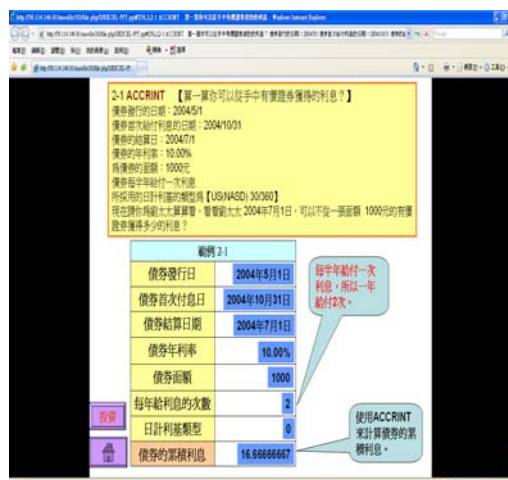 2-1 ACCRINT 【算一算你可以從手中有價證券獲得的利息？】
債券發行的日期：2004/5/1
債券首次給付利息的日期：2004/10/31
債券的結算日：2004/7/1
債券的年利率：10.00%
為債券的面額：1000元
債券每半年給付一次利息
所採用的日計利基的類型為【US(NASD) 30/360】
現在請你為劉太太算算看，看看劉太太 2004年7月1日，可以不從一張面額 1000元的有價
證券獲得多少的利息？
範例 2-1
債券發行日 2004年5月1日
債券首次付息日 2004年10月31日
債券結算日期 2004年7月1日
債券年利率 10.00%
債券面額 1000
每年給利息的次數 2
日計利基類型 0
債券的累積利息 16.66666667
每半年給付一次
利息，所以一年
給付2次。
投資
使用ACCRINT
來計算債券的累
積利息。